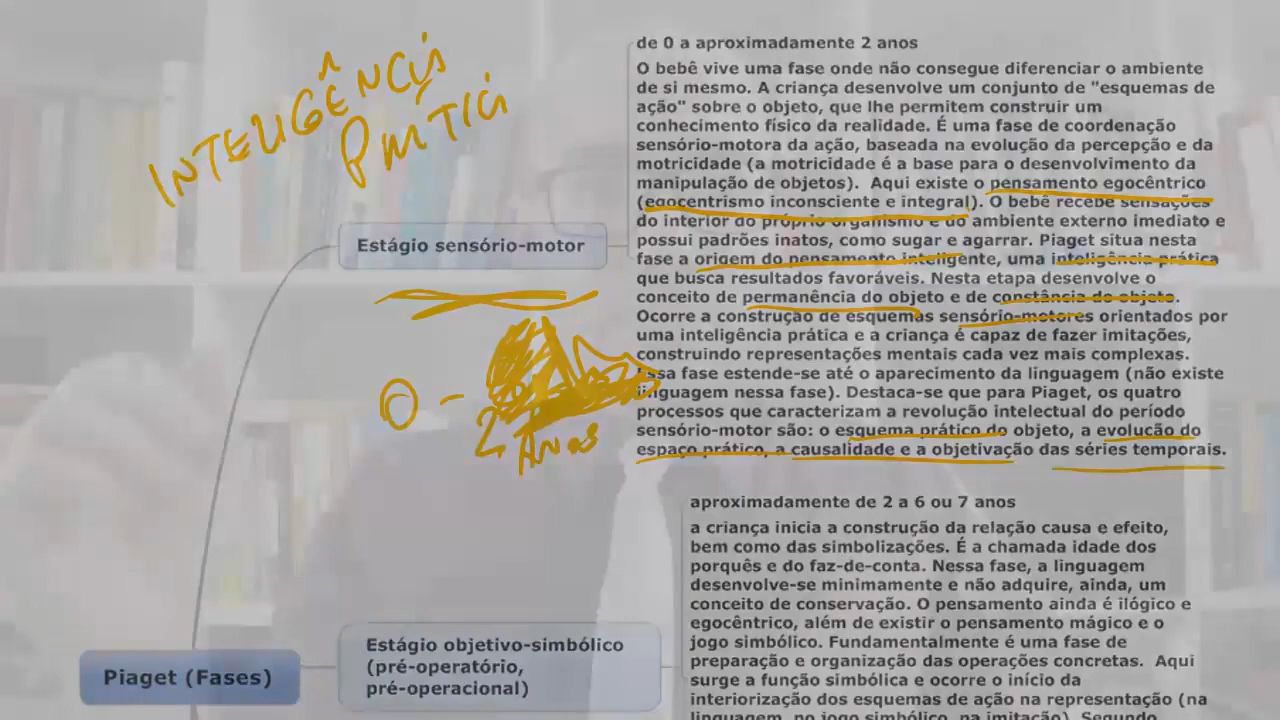 INTELIGÊNCIA
PRÁTICA
de 0 a aproximadamente 2 anos
O bebê vive uma fase onde não consegue diferenciar o ambiente
de si mesmo. A criança desenvolve um conjunto de "esquemas de
ação" sobre o objeto, que lhe permitem construir um
conhecimento físico da realidade. É uma fase de coordenação
sensório-motora da ação, baseada na evolução da percepção e da
motricidade (a motricidade é a base para o desenvolvimento da
manipulação de objetos). Aqui existe o pensamento egocêntrico
(egocentrismo inconsciente e integral). O bebê recebe sensações
do interior do próprio organismo e do ambiente externo imediato e
possui padrões inatos, como sugar e agarrar. Piaget situa nesta
fase a origem do pensamento inteligente, uma inteligência prática
que busca resultados favoráveis. Nesta etapa desenvolve o
conceito de permanência do objeto e de constância do objeto.
Ocorre a construção de esquemas sensório-motores orientados por
uma inteligência prática e a criança é capaz de fazer imitações,
construindo representações mentais cada vez mais complexas.
Essa fase estende-se até o aparecimento da linguagem (não existe
linguagem nessa fase). Destaca-se que para Piaget, os quatro
processos que caracterizam a revolução intelectual do período
sensório-motor são: o esquema prático do objeto, a evolução do
espaço prático, a causalidade e a objetivação das séries temporais.
Estágio sensório-motor
0 - 2 ANOS
aproximadamente de 2 a 6 ou 7 anos
a criança inicia a construção da relação causa e efeito,
bem como das simbolizações. É a chamada idade dos
porquês e do faz-de-conta. Nessa fase, a linguagem
desenvolve-se minimamente e não adquire, ainda, um
conceito de conservação. O pensamento ainda é ilógico e
egocêntrico, além de existir o pensamento mágico e o
jogo simbólico. Fundamentalmente é uma fase de
preparação e organização das operações concretas. Aqui
surge a função simbólica e ocorre o início da
interiorização dos esquemas de ação na representação (na
linguagem, no jogo simbólico, na imitação). Segundo
Estágio objetivo-simbólico
(pré-operatório,
pré-operacional)
Piaget (Fases)